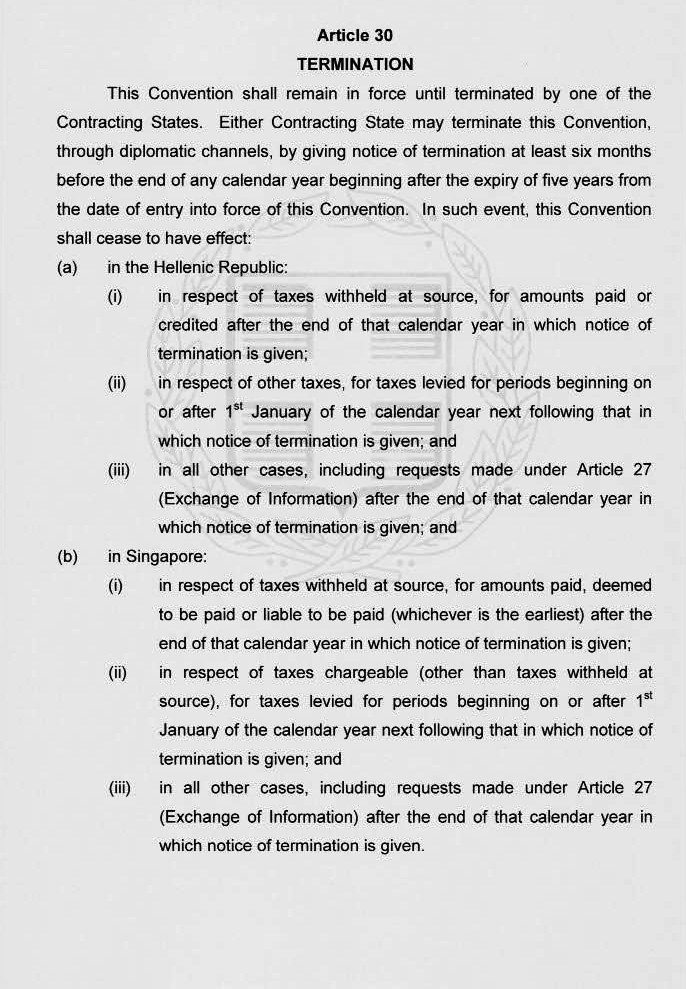 Article 30
TERMINATION
This Convention shall remain in force until terminated by one of the
Contracting States. Either Contracting State may terminate this Convention,
through diplomatic channels, by giving notice of termination at least six months
before the end of any calendar year beginning after the expiry of five years from
the date of entry into force of this Convention. In such event, this Convention
shall cease to have effect:
(a) in the Hellenic Republic:
(i) in respect of taxes withheld at source, for amounts paid or
credited after the end of that calendar year in which notice of
termination is given;
(ii) in respect of other taxes, for taxes levied for periods beginning on
or after 1st January of the calendar year next following that in
which notice of termination is given; and
(iii) in all other cases, including requests made under Article 27
(Exchange of Information) after the end of that calendar year in
which notice of termination is given; and
(b) in Singapore:
(i) in respect of taxes withheld at source, for amounts paid, deemed
to be paid or liable to be paid (whichever is the earliest) after the
end of that calendar year in which notice of termination is given;
(ii) in respect of taxes chargeable (other than taxes withheld at
source), for taxes levied for periods beginning on or after 1st
January of the calendar year next following that in which notice of
termination is given; and
(iii) in all other cases, including requests made under Article 27
(Exchange of Information) after the end of that calendar year in
which notice of termination is given.